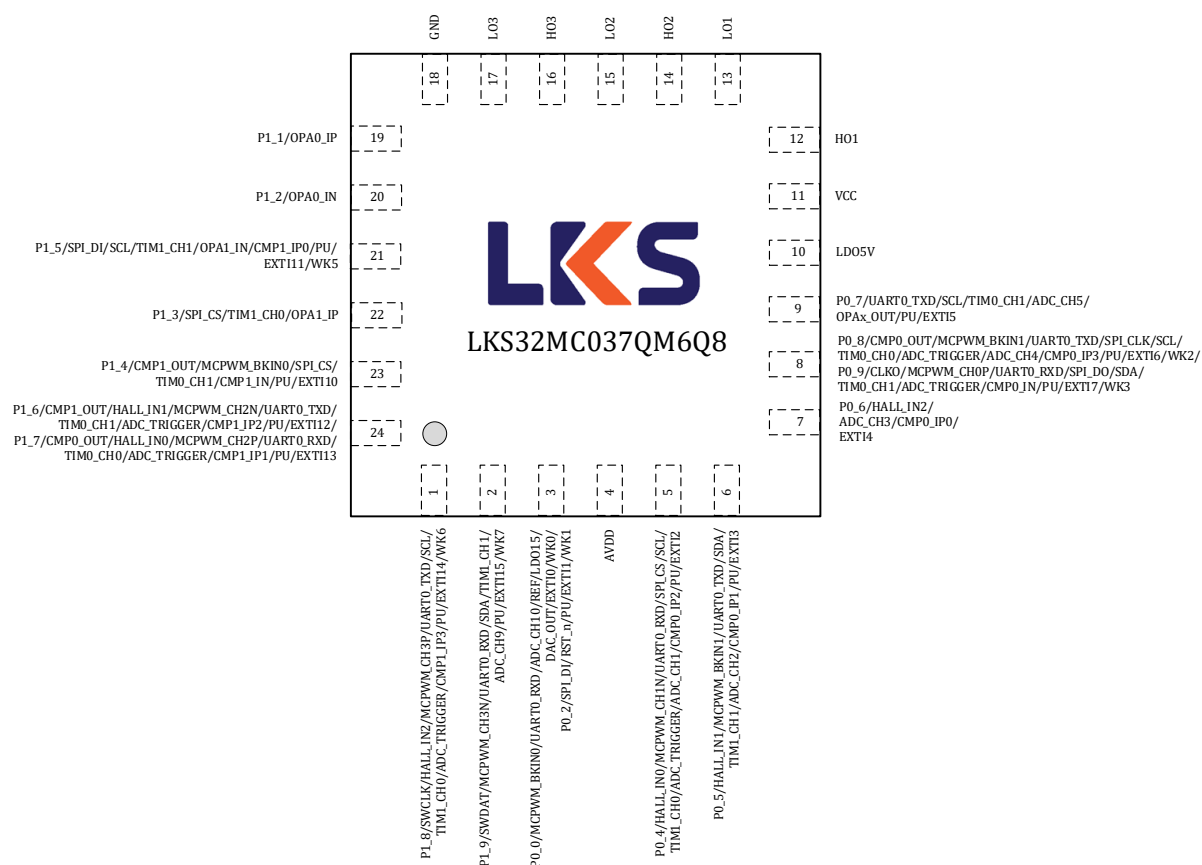 GND
LO3
HO3
LO2
HO2
LO1
18
17
16
15
14
13
P1_1/OPA0_IP
19
12
HO1
P1_2/OPA0_IN
20
11
VCC
P1_5/SPI_DI/SCL/TIM1_CH1/OPA1_IN/CMP1_IP0/PU/
EXTI11/WK5
21
10
LDO5V
P1_3/SPI_CS/TIM1_CH0/OPA1_IP
22
9
P0_7/UART0_TXD/SCL/TIM0_CH1/ADC_CH5/
OPAx_OUT/PU/EXTI5
LKS
LKS32MC037QM6Q8
P1_4/CMP1_OUT/MCPWM_BKIN0/SPI_CS/
TIM0_CH1/CMP1_IN/PU/EXTI10
23
8
P0_8/CMP0_OUT/MCPWM_BKIN1/UART0_TXD/SPI_CLK/SCL/
TIM0_CH0/ADC_TRIGGER/ADC_CH4/CMP0_IP3/PU/EXTI6/WK2/
P0_9/CLKO/MCPWM_CH0P/UART0_RXD/SPI_DO/SDA/
TIM0_CH1/ADC_TRIGGER/CMP0_IN/PU/EXTI7/WK3
P1_6/CMP1_OUT/HALL_IN1/MCPWM_CH2N/UART0_TXD/
TIM0_CH1/ADC_TRIGGER/CMP1_IP2/PU/EXTI12/
P1_7/CMP0_OUT/HALL_IN0/MCPWM_CH2P/UART0_RXD/
TIM0_CH0/ADC_TRIGGER/CMP1_IP1/PU/EXTI13
24
7
P0_6/HALL_IN2/
ADC_CH3/CMP0_IP0/
EXTI4
1
2
3
4
5
6
P1_8/SWCLK/HALL_IN2/MCPWM_CH3P/UART0_TXD/SCL/
TIM1_CH0/ADC_TRIGGER/CMP1_IP3/PU/EXTI14/WK6
P1_9/SWDAT/MCPWM_CH3N/UART0_RXD/SDA/TIM1_CH1/
ADC_CH9/PU/EXTI15/WK7
P0_0/MCPWM_BKIN0/UART0_RXD/ADC_CH10/REF/LDO15/
DAC_OUT/EXTI0/WK0/
P0_2/SPI_DI/RST_n/PU/EXTI1/WK1
AVDD
P0_4/HALL_IN0/MCPWM_CH1N/UART0_RXD/SPI_CS/SCL/
TIM1_CH0/ADC_TRIGGER/ADC_CH1/CMP0_IP2/PU/EXTI2
P0_5/HALL_IN1/MCPWM_BKIN1/UART0_TXD/SDA/
TIM1_CH1/ADC_CH2/CMP0_IP1/PU/EXTI3